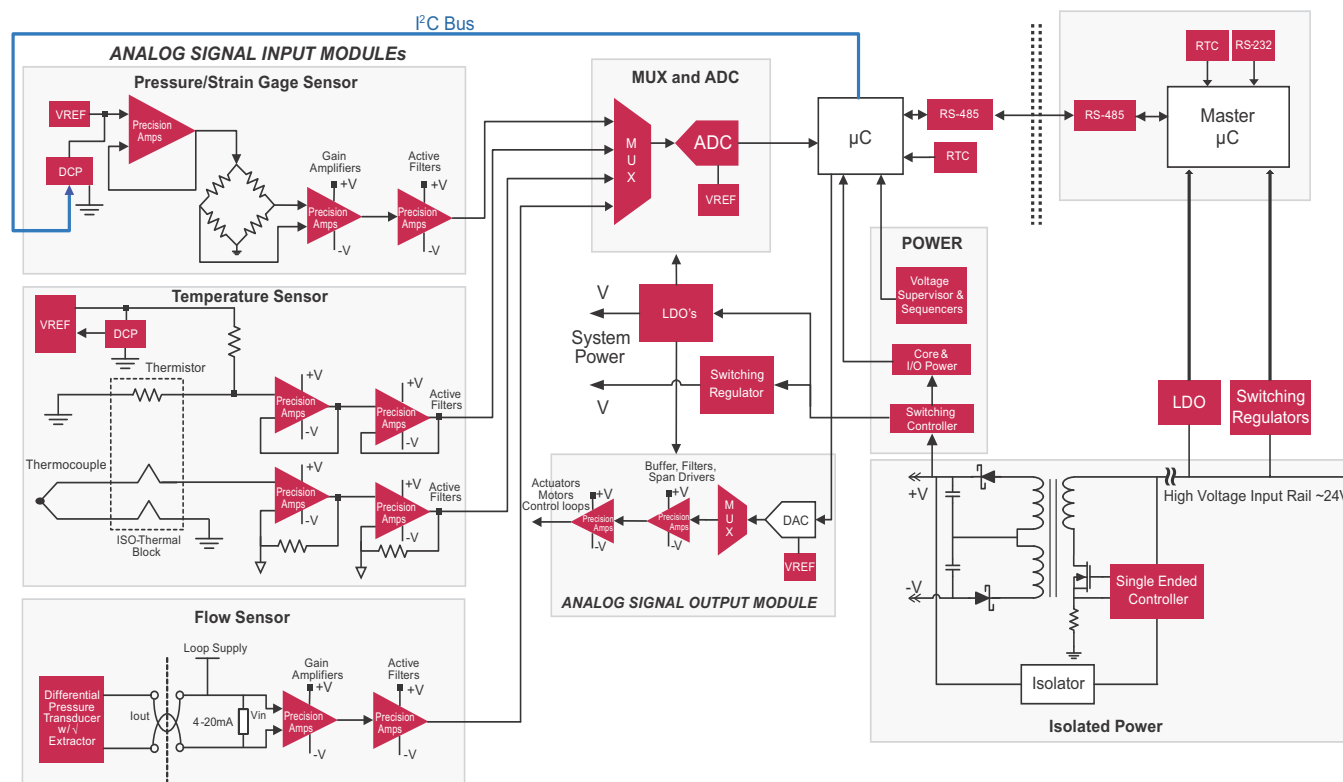 I²C Bus
ANALOG SIGNAL INPUT MODULEs
Pressure/Strain Gage Sensor
VREF
Precision
Amps
DCP
Gain
Amplifiers
+V
Precision
Amps
-V
Active
Filters
+V
Precision
Amps
-V
Temperature Sensor
VREF
DCP
Thermistor
+V
Precision
Amps
-V
+V
Active
Filters
Precision
Amps
-V
Thermocouple
+V
Precision
Amps
-V
+V
Active
Filters
Precision
Amps
-V
ISO-Thermal
Block
Flow Sensor
Loop Supply
Differential
Pressure
Transducer
w/ √
Extractor
Iout
4-20mA
Vin
Gain
Amplifiers
+V
Precision
Amps
-V
Active
Filters
+V
Precision
Amps
-V
MUX and ADC
MUX
ADC
VREF
µC
RS-485
RTC
RS-485
RTC
RS-232
Master
µC
POWER
Voltage
Supervisor &
Sequencers
Core &
I/O Power
Switching
Controller
V
LDO's
System
Power
Switching
Regulator
V
LDO
Switching
Regulators
Buffer, Filters,
Span Drivers
Actuators
Motors
Control loops
+V
Precision
Amps
-V
+V
Precision
Amps
-V
MUX
DAC
VREF
ANALOG SIGNAL OUTPUT MODULE
+V
-V
High Voltage Input Rail ~24V
Single Ended
Controller
Isolator
Isolated Power